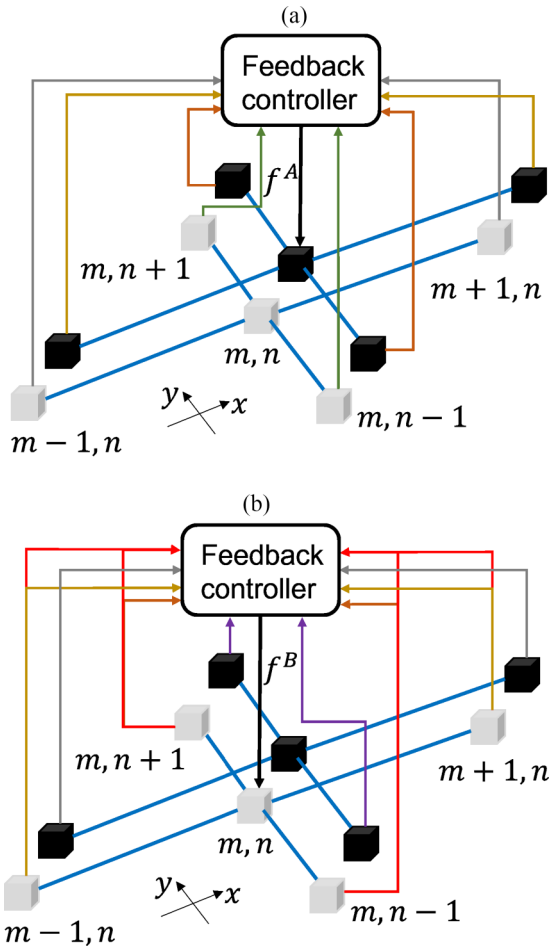 (a)
Feedback
controller
f^A
m, n + 1
m + 1, n
m, n
y
x
m, n − 1
m − 1, n
(b)
Feedback
controller
f^B
m, n + 1
m + 1, n
m, n
y
x
m, n − 1
m − 1, n